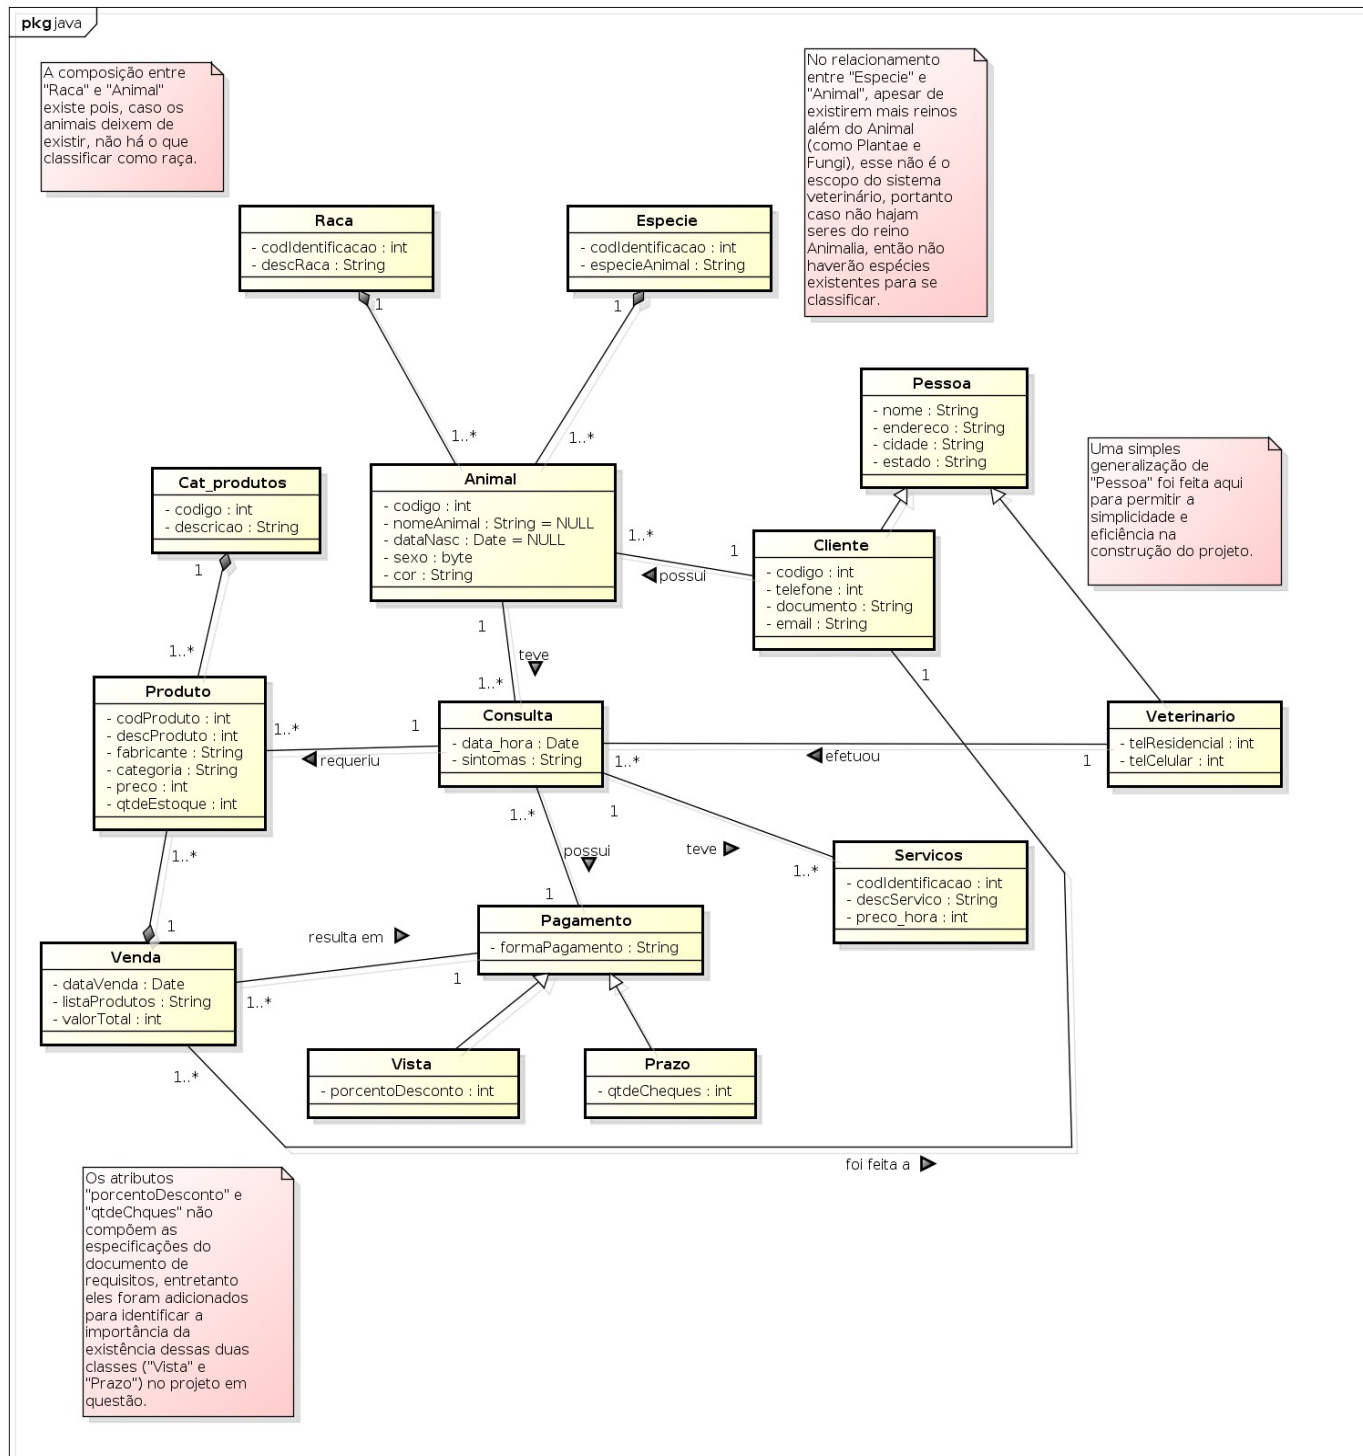 pkg java
A composição entre
"Raca" e "Animal"
existe pois, caso os
animais deixem de
existir, não há o que
classificar como raça.
No relacionamento
entre "Especie" e
"Animal", apesar de
existirem mais reinos
além do Animal
(como Plantae e
Fungi), esse não é o
escopo do sistema
veterinário, portanto
caso não hajam
seres do reino
Animalia, então não
haverão espécies
existentes para se
classificar.
Raca
- codIdentificacao : int
- descRaca : String
Especie
- codIdentificacao : int
- especieAnimal : String
1
1
1..*
1..*
Pessoa
- nome : String
- endereco : String
- cidade : String
- estado : String
Uma simples
generalização de
"Pessoa" foi feita aqui
para permitir a
simplicidade e
eficiência na
construção do projeto.
Cat_produtos
- codigo : int
- descricao : String
Animal
- codigo : int
- nomeAnimal : String = NULL
- dataNasc : Date = NULL
- sexo : byte
- cor : String
1..*
1
possui
Cliente
- codigo : int
- telefone : int
- documento : String
- email : String
1
1..*
1
teve
1..*
1
Produto
- codProduto : int
- descProduto : int
- fabricante : String
- categoria : String
- preco : int
- qtdeEstoque : int
1..*
1
requeriu
Consulta
- data_hora : Date
- sintomas : String
1..*
efetuou
1
Veterinario
- telResidencial : int
- telCelular : int
1..*
1
possui
teve
1..*
1
Servicos
- codIdentificacao : int
- descServico : String
- preco_hora : int
1..*
1
resulta em
Pagamento
- formaPagamento : String
Venda
- dataVenda : Date
- listaProdutos : String
- valorTotal : int
1..*
1
Vista
- porcentoDesconto : int
Prazo
- qtdeCheques : int
1..*
foi feita a
Os atributos
"porcentoDesconto" e
"qtdeChques" não
compõem as
especificações do
documento de
requisitos, entretanto
eles foram adicionados
para identificar a
importância da
existência dessas duas
classes ("Vista" e
"Prazo") no projeto em
questão.